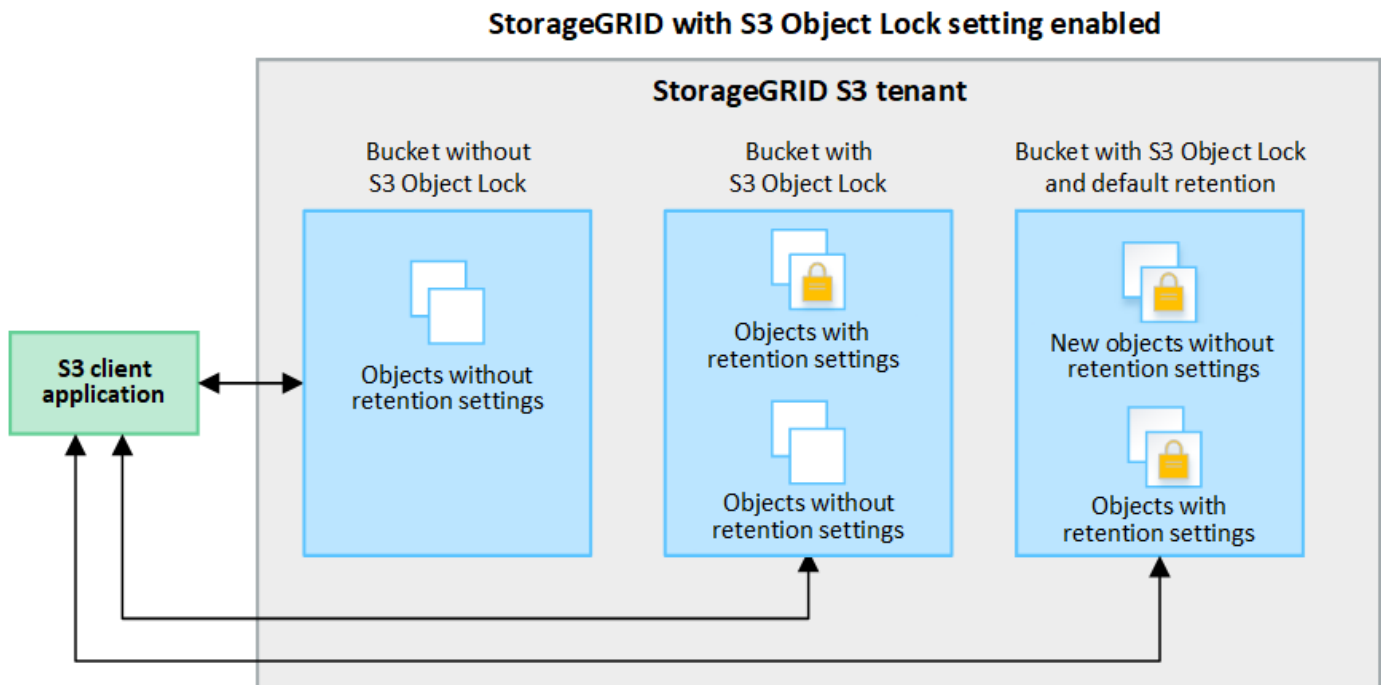 StorageGRID with S3 Object Lock setting enabled
StorageGRID S3 tenant
Bucket without
S3 Object Lock
Bucket with
S3 Object Lock
Bucket with S3 Object Lock
and default retention
S3 client
application
Objects without
retention settings
Objects with
retention settings
Objects without
retention settings
New objects without
retention settings
Objects with
retention settings